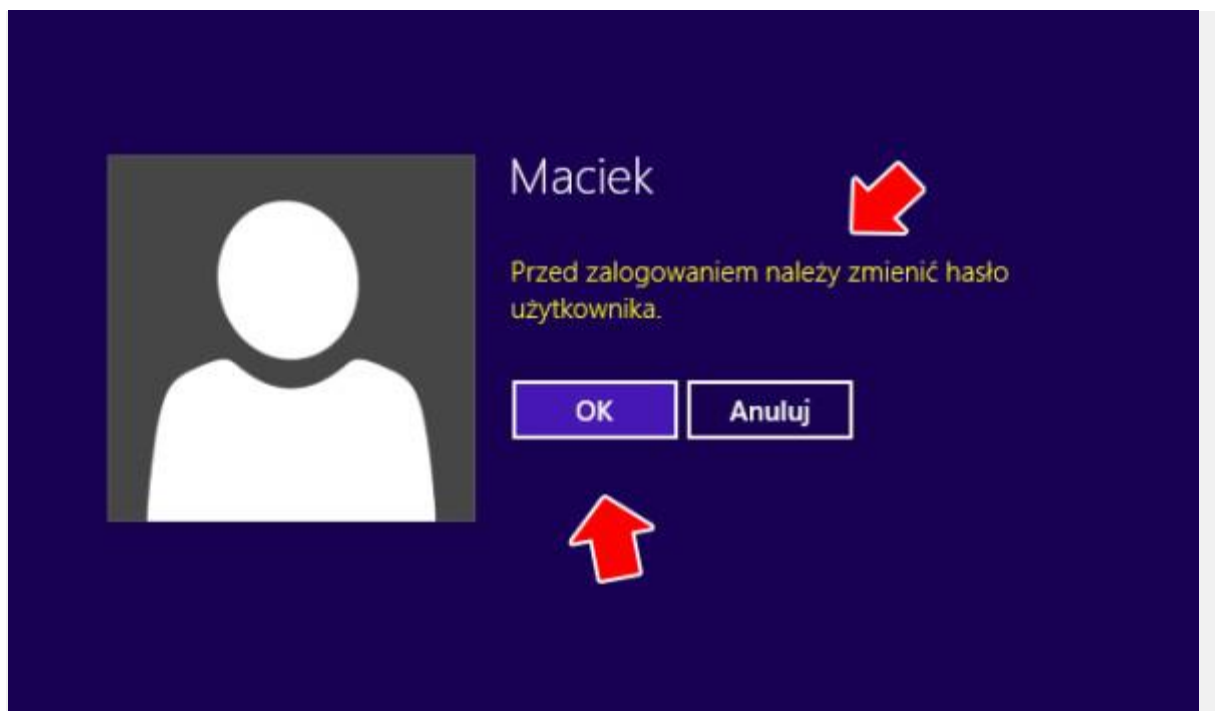 Maciek
Przed zalogowaniem należy zmienić hasło
użytkownika.
OK Anuluj